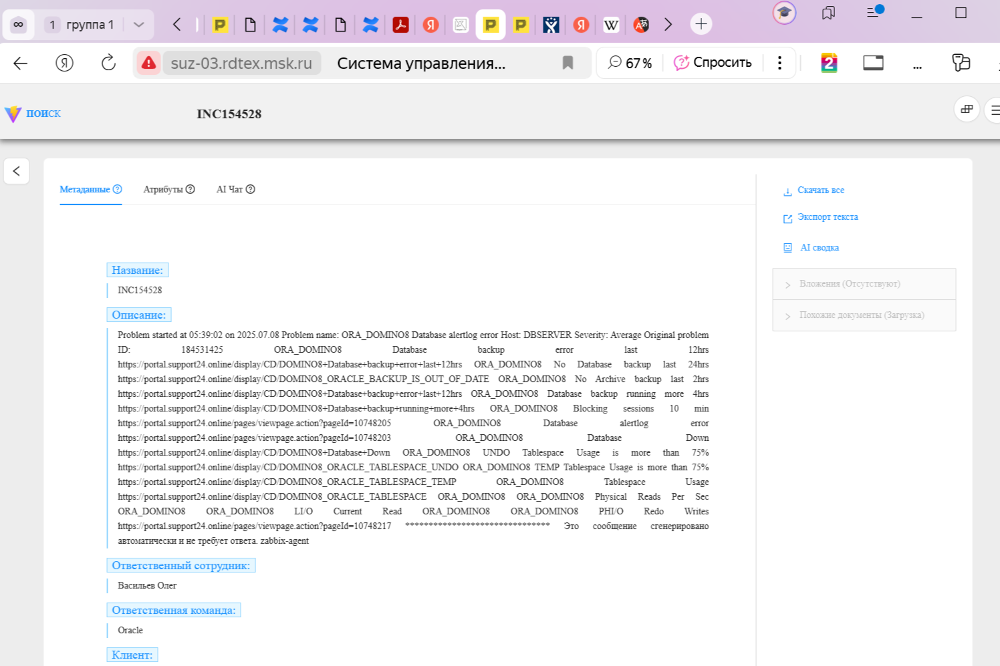 1 группа 1
suz-03.rdtex.msk.ru Система управления... 67 % Спросить
ПОИСК INC154528
Метаданные Атрибуты AI Чат
Скачать все
Экспорт текста
AI сводка
Вложения (Отсутствуют)
Похожие документы (Загрузка)
Название:
INC154528
Описание:
Problem started at 05:39:02 on 2025.07.08 Problem name: ORA_DOMINO8 Database alertlog error Host: DBSERVER Severity: Average Original problem
ID: 184531425 ORA_DOMINO8 Database backup error last 12hrs
https://portal.support24.online/display/CD/DOMINO8+Database+backup+error+last+12hrs ORA_DOMINO8 No Database backup last 24hrs
https://portal.support24.online/display/CD/DOMINO8_ORACLE_BACKUP_IS_OUT_OF_DATE ORA_DOMINO8 No Archive backup last 2hrs
https://portal.support24.online/display/CD/DOMINO8+Database+backup+error+last+12hrs ORA_DOMINO8 Database backup running more 4hrs
https://portal.support24.online/display/CD/DOMINO8+Database+backup+running+more+4hrs ORA_DOMINO8 Blocking sessions 10 min
https://portal.support24.online/pages/viewpage.action?pageId=10748205 ORA_DOMINO8 Database alertlog error
https://portal.support24.online/pages/viewpage.action?pageId=10748203 ORA_DOMINO8 Database Down
https://portal.support24.online/display/CD/DOMINO8+Database+Down ORA_DOMINO8 UNDO Tablespace Usage is more than 75%
https://portal.support24.online/display/CD/DOMINO8_ORACLE_TABLESPACE_UNDO ORA_DOMINO8 TEMP Tablespace Usage is more than 75%
https://portal.support24.online/display/CD/DOMINO8_ORACLE_TABLESPACE_TEMP ORA_DOMINO8 Tablespace Usage
https://portal.support24.online/display/CD/DOMINO8_ORACLE_TABLESPACE ORA_DOMINO8 ORA_DOMINO8 Physical Reads Per Sec
ORA_DOMINO8 ORA_DOMINO8 LI/O Current Read ORA_DOMINO8 ORA_DOMINO8 PHI/O Redo Writes
https://portal.support24.online/pages/viewpage.action?pageId=10748217 ******************************* Это сообщение сгенерировано
автоматически и не требует ответа. zabbix-agent
Ответственный сотрудник:
Васильев Олег
Ответственная команда:
Oracle
Клиент: